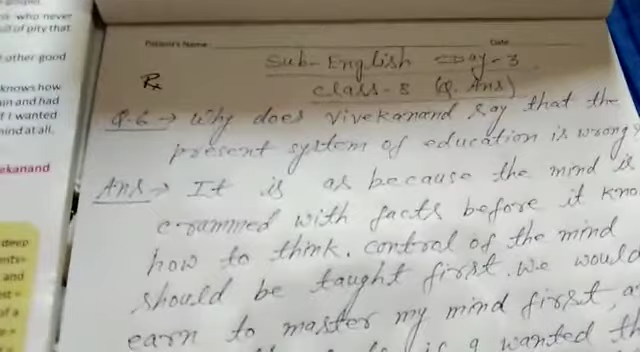 who never
of pity that
other good
knows how
and had
I wanted
mind at all.
ekanand
deep
and
of a
Patient's Name
Date
Rx
Sub- English Day-3
Class-8 (Q. Ans)
Q.6 → Why does Vivekanand say that the
present system of education is wrong
Ans → It is as because the mind is
crammed with facts before it kno
how to think. control of the mind
should be taught first. We would
earn to master my mind first, a
wanted th